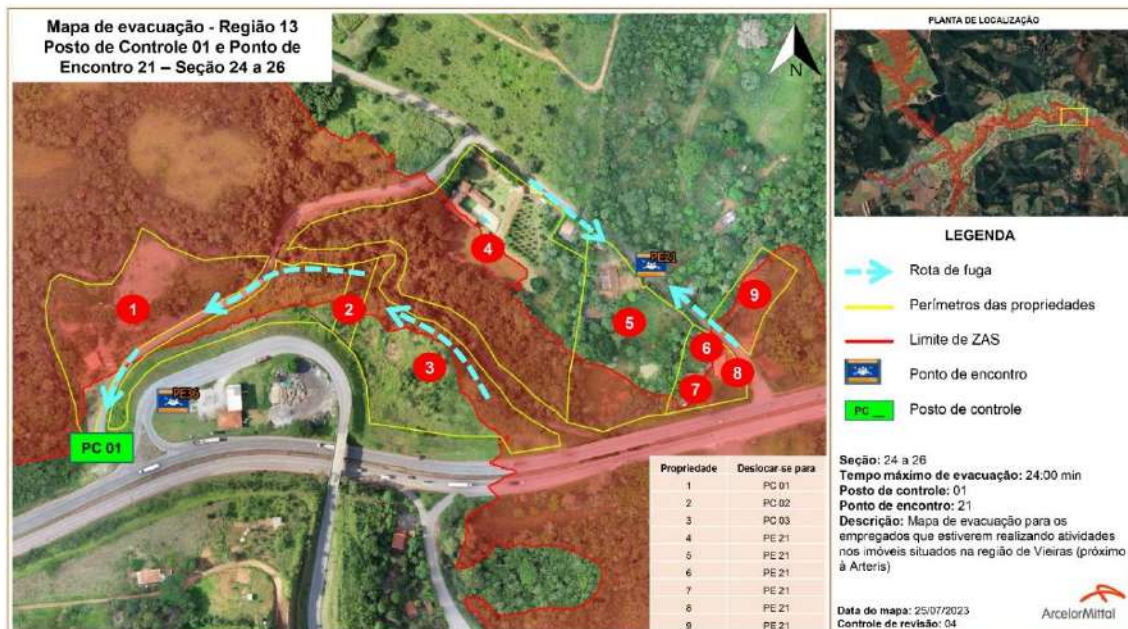 Mapa de evacuação - Região 13
Posto de Controle 01 e Ponto de
Encontro 21 – Seção 24 a 26
N
1
2
3
4
5
6
7
8
9
PE21
PE36
PC 01
Propriedade Deslocar-se para
1 PC 01
2 PC 02
3 PC 03
4 PE 21
5 PE 21
6 PE 21
7 PE 21
8 PE 21
9 PE 21
PLANTA DE LOCALIZAÇÃO
LEGENDA
Rota de fuga
Perímetros das propriedades
Limite de ZAS
Ponto de encontro
PC __ Posto de controle
Seção: 24 a 26
Tempo máximo de evacuação: 24:00 min
Posto de controle: 01
Ponto de encontro: 21
Descrição: Mapa de evacuação para os
empregados que estiverem realizando atividades
nos imóveis situados na região de Vieiras (próximo
à Arteris)
Data do mapa: 25/07/2023
Controle de revisão: 04
ArcelorMittal